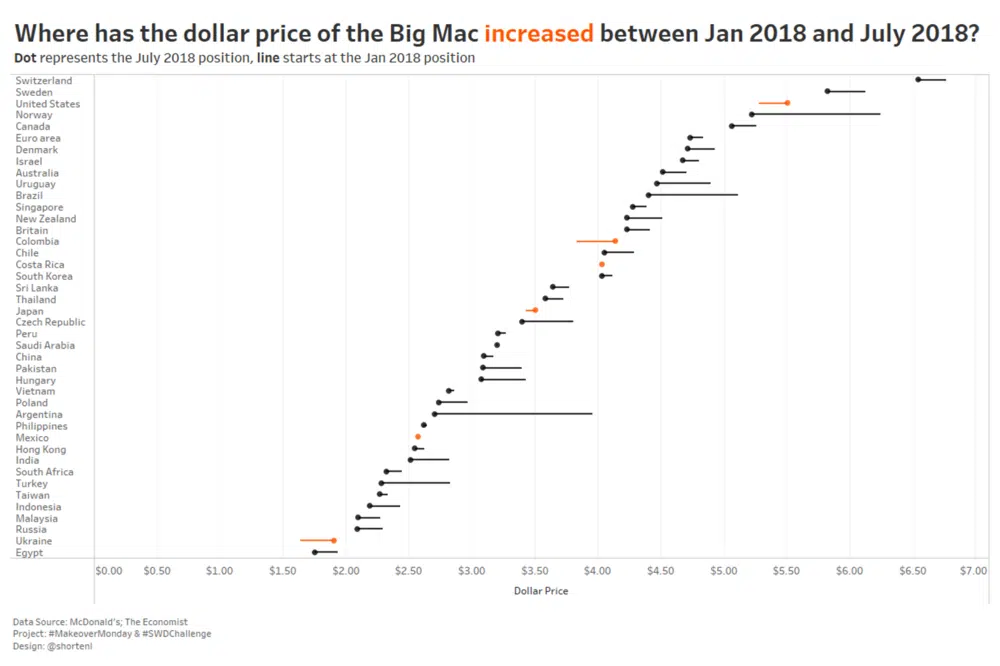 Where has the dollar price of the Big Mac increased between Jan 2018 and July 2018?
Dot represents the July 2018 position, line starts at the Jan 2018 position
Switzerland
Sweden
United States
Norway
Canada
Euro area
Denmark
Israel
Australia
Uruguay
Brazil
Singapore
New Zealand
Britain
Colombia
Chile
Costa Rica
South Korea
Sri Lanka
Thailand
Japan
Czech Republic
Peru
Saudi Arabia
China
Pakistan
Hungary
Vietnam
Poland
Argentina
Philippines
Mexico
Hong Kong
India
South Africa
Turkey
Taiwan
Indonesia
Malaysia
Russia
Ukraine
Egypt
$0.00 $0.50 $1.00 $1.50 $2.00 $2.50 $3.00 $3.50 $4.00 $4.50 $5.00 $5.50 $6.00 $6.50 $7.00
Dollar Price
Data Source: McDonald's; The Economist
Project: #MakeoverMonday & #SWDChallenge
Design: @shortenl